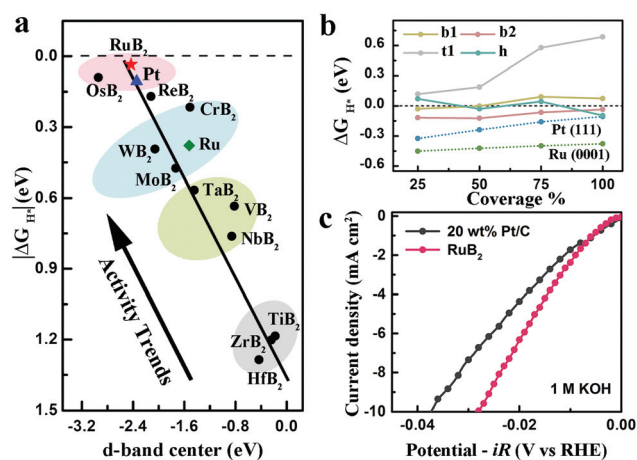 a
RuB2
0.0
Pt
OsB2
ReB2
CrB2
0.3
WB2
Ru
MoB2
TaB2
0.6
VB2
NbB2
0.9
|ΔG H*| (eV)
Activity Trends
1.2
TiB2
ZrB2
HfB2
1.5
-3.2 -2.4 -1.6 -0.8 0.0
d-band center (eV)
b
b1 b2
t1 h
0.6
0.3
0.0
-0.3
-0.6
ΔG H* (eV)
Pt (111)
Ru (0001)
25 50 75 100
Coverage %
c
20 wt% Pt/C
RuB2
0
-2
-4
-6
-8
-10
Current density (mA cm2)
1 M KOH
-0.04 -0.02 0.00
Potential - iR (V vs RHE)